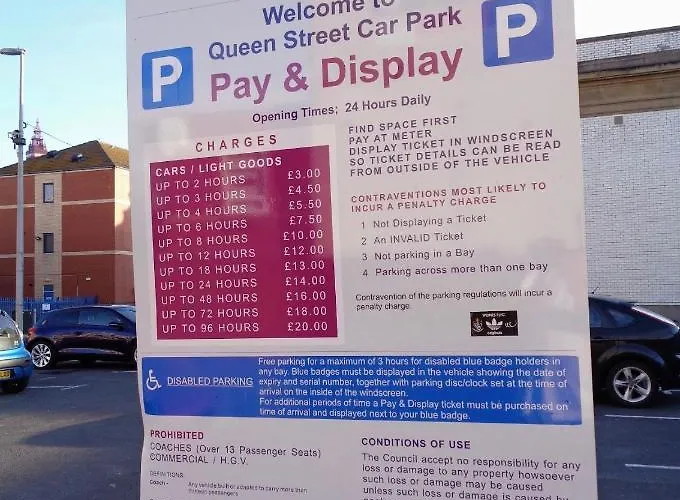 Welcome to
Queen Street Car Park
P
P
Pay & Display
Opening Times; 24 Hours Daily
CHARGES
CARS / LIGHT GOODS
UP TO 2 HOURS £3.00
UP TO 3 HOURS £4.50
UP TO 4 HOURS £5.50
UP TO 6 HOURS £7.50
UP TO 8 HOURS £10.00
UP TO 12 HOURS £12.00
UP TO 18 HOURS £13.00
UP TO 24 HOURS £14.00
UP TO 48 HOURS £16.00
UP TO 72 HOURS £18.00
UP TO 96 HOURS £20.00
FIND SPACE FIRST
PAY AT METER
DISPLAY TICKET IN WINDSCREEN
SO TICKET DETAILS CAN BE READ
FROM OUTSIDE OF THE VEHICLE
CONTRAVENTIONS MOST LIKELY TO
INCUR A PENALTY CHARGE
1 Not Displaying a Ticket
2 An INVALID Ticket
3 Not parking in a Bay
4 Parking across more than one bay
Contravention of the parking regulations will incur a
penalty charge.
DISABLED PARKING
Free parking for a maximum of 3 hours for disabled blue badge holders in
any bay. Blue badges must be displayed in the vehicle showing the date of
expiry and serial number, together with parking disc/clock set at the time of
arrival on the inside of the windscreen.
For additional periods of time a Pay & Display ticket must be purchased on
time of arrival and displayed next to your blue badge.
PROHIBITED
COACHES (Over 13 Passenger Seats)
COMMERCIAL / H.G.V.
DEFINITIONS
Coach - Any vehicle built or adapted to carry more than
thirteen passengers
CONDITIONS OF USE
The Council accept no responsibility for any
loss or damage to any property howsoever
such loss or damage may be caused
unless such loss or damage is caused by